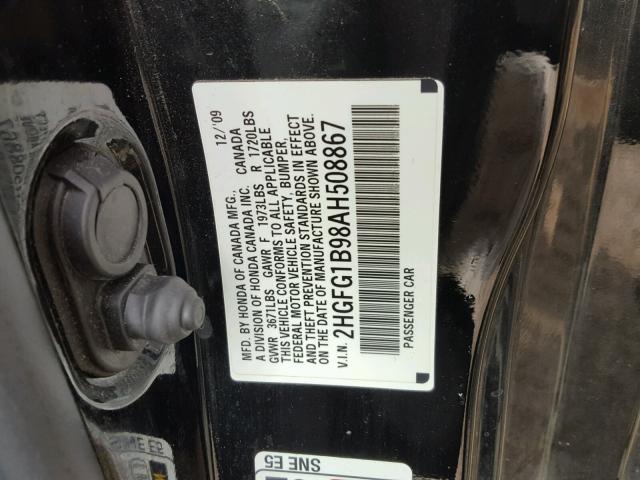 MFD. BY HONDA OF CANADA MFG., 12/'09
A DIVISION OF HONDA CANADA INC. CANADA
GVWR 3671LBS GAWR F 1973LBS R 1720LBS
THIS VEHICLE CONFORMS TO ALL APPLICABLE
FEDERAL MOTOR VEHICLE SAFETY, BUMPER,
AND THEFT PREVENTION STANDARDS IN EFFECT
ON THE DATE OF MANUFACTURE SHOWN ABOVE.
V.I.N. 2HGFG1B98AH508867
PASSENGER CAR
SNE E5